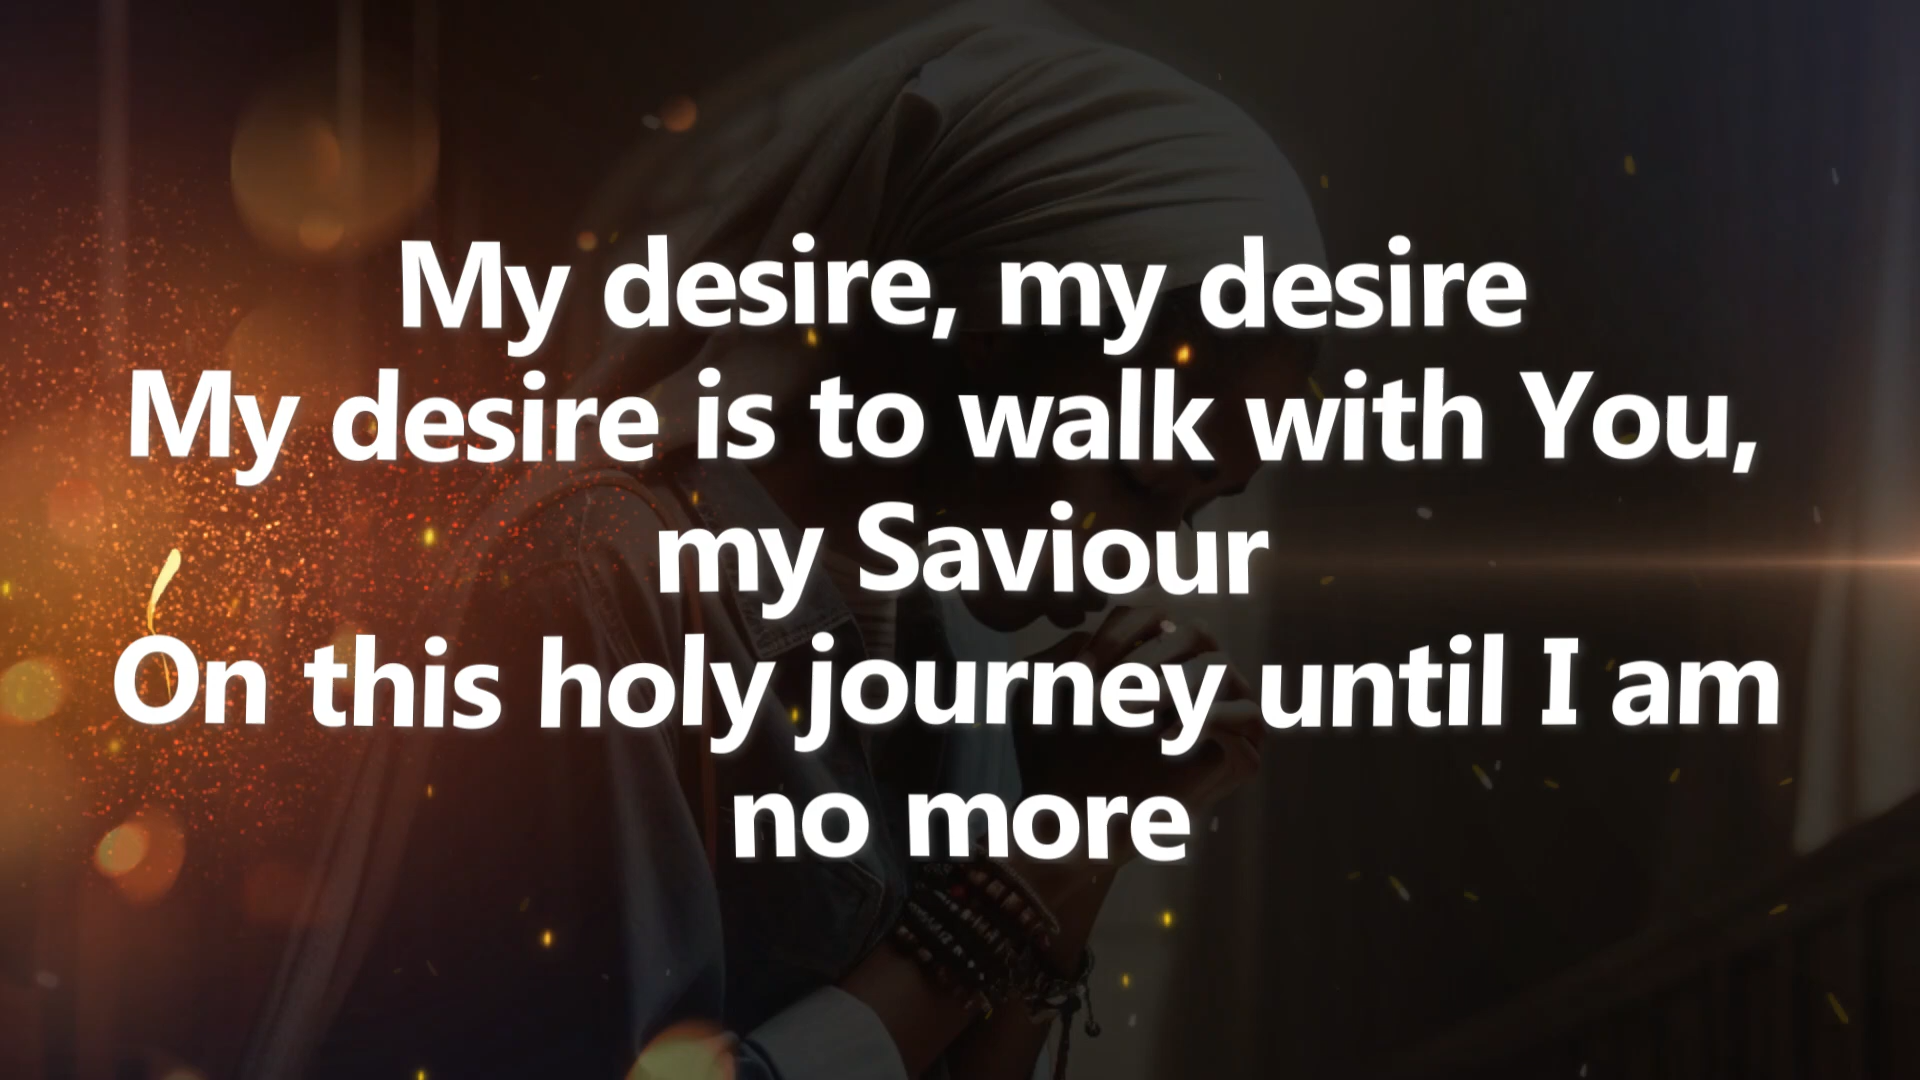 My desire, my desire
My desire is to walk with You,
my Saviour
On this holy journey until I am
no more